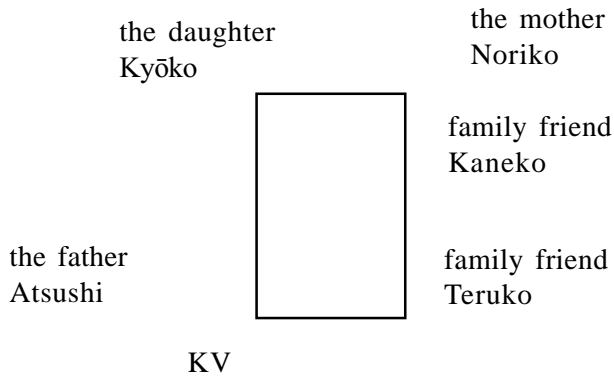 the mother
Noriko
the daughter
Kyōko
family friend
Kaneko
the father
Atsushi
family friend
Teruko
KV